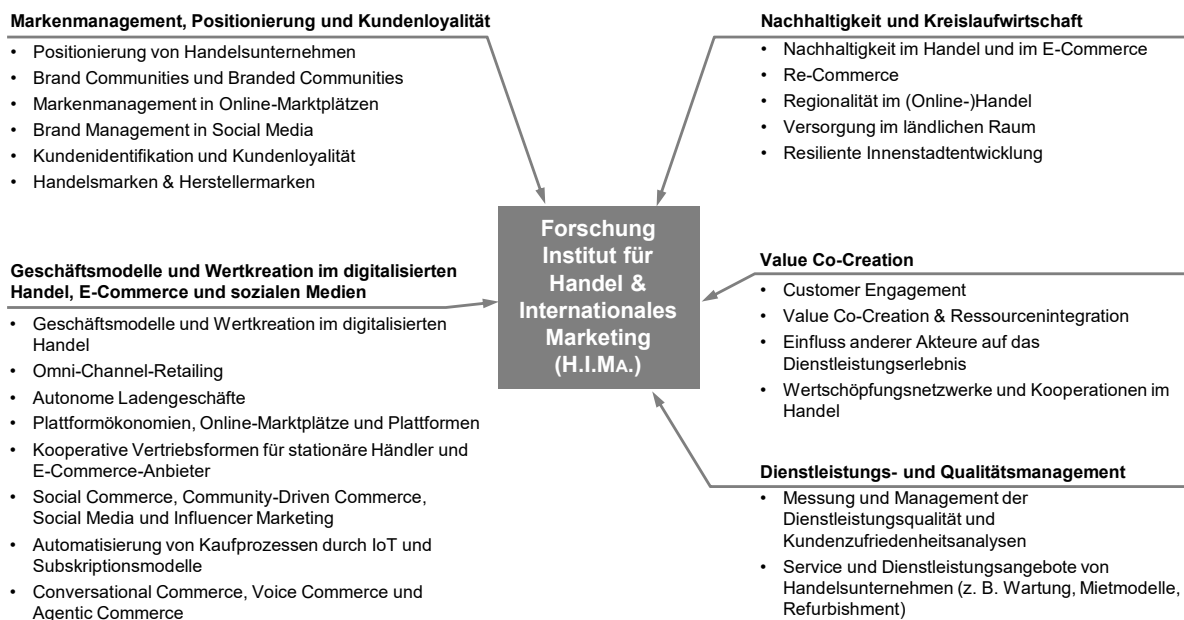 Markenmanagement, Positionierung und Kundenloyalität
• Positionierung von Handelsunternehmen
• Brand Communities und Branded Communities
• Markenmanagement in Online-Marktplätzen
• Brand Management in Social Media
• Kundenidentifikation und Kundenloyalität
• Handelsmarken & Herstellermarken
Geschäftsmodelle und Wertkreation im digitalisierten
Handel, E-Commerce und sozialen Medien
• Geschäftsmodelle und Wertkreation im digitalisierten
Handel
• Omni-Channel-Retailing
• Autonome Ladengeschäfte
• Plattformökonomien, Online-Marktplätze und Plattformen
• Kooperative Vertriebsformen für stationäre Händler und
E-Commerce-Anbieter
• Social Commerce, Community-Driven Commerce,
Social Media und Influencer Marketing
• Automatisierung von Kaufprozessen durch IoT und
Subskriptionsmodelle
• Conversational Commerce, Voice Commerce und
Agentic Commerce
Forschung
Institut für
Handel &
Internationales
Marketing
(H.I.MA.)
Nachhaltigkeit und Kreislaufwirtschaft
• Nachhaltigkeit im Handel und im E-Commerce
• Re-Commerce
• Regionalität im (Online-)Handel
• Versorgung im ländlichen Raum
• Resiliente Innenstadtentwicklung
Value Co-Creation
• Customer Engagement
• Value Co-Creation & Ressourcenintegration
• Einfluss anderer Akteure auf das
Dienstleistungserlebnis
• Wertschöpfungsnetzwerke und Kooperationen im
Handel
Dienstleistungs- und Qualitätsmanagement
• Messung und Management der
Dienstleistungsqualität und
Kundenzufriedenheitsanalysen
• Service und Dienstleistungsangebote von
Handelsunternehmen (z. B. Wartung, Mietmodelle,
Refurbishment)